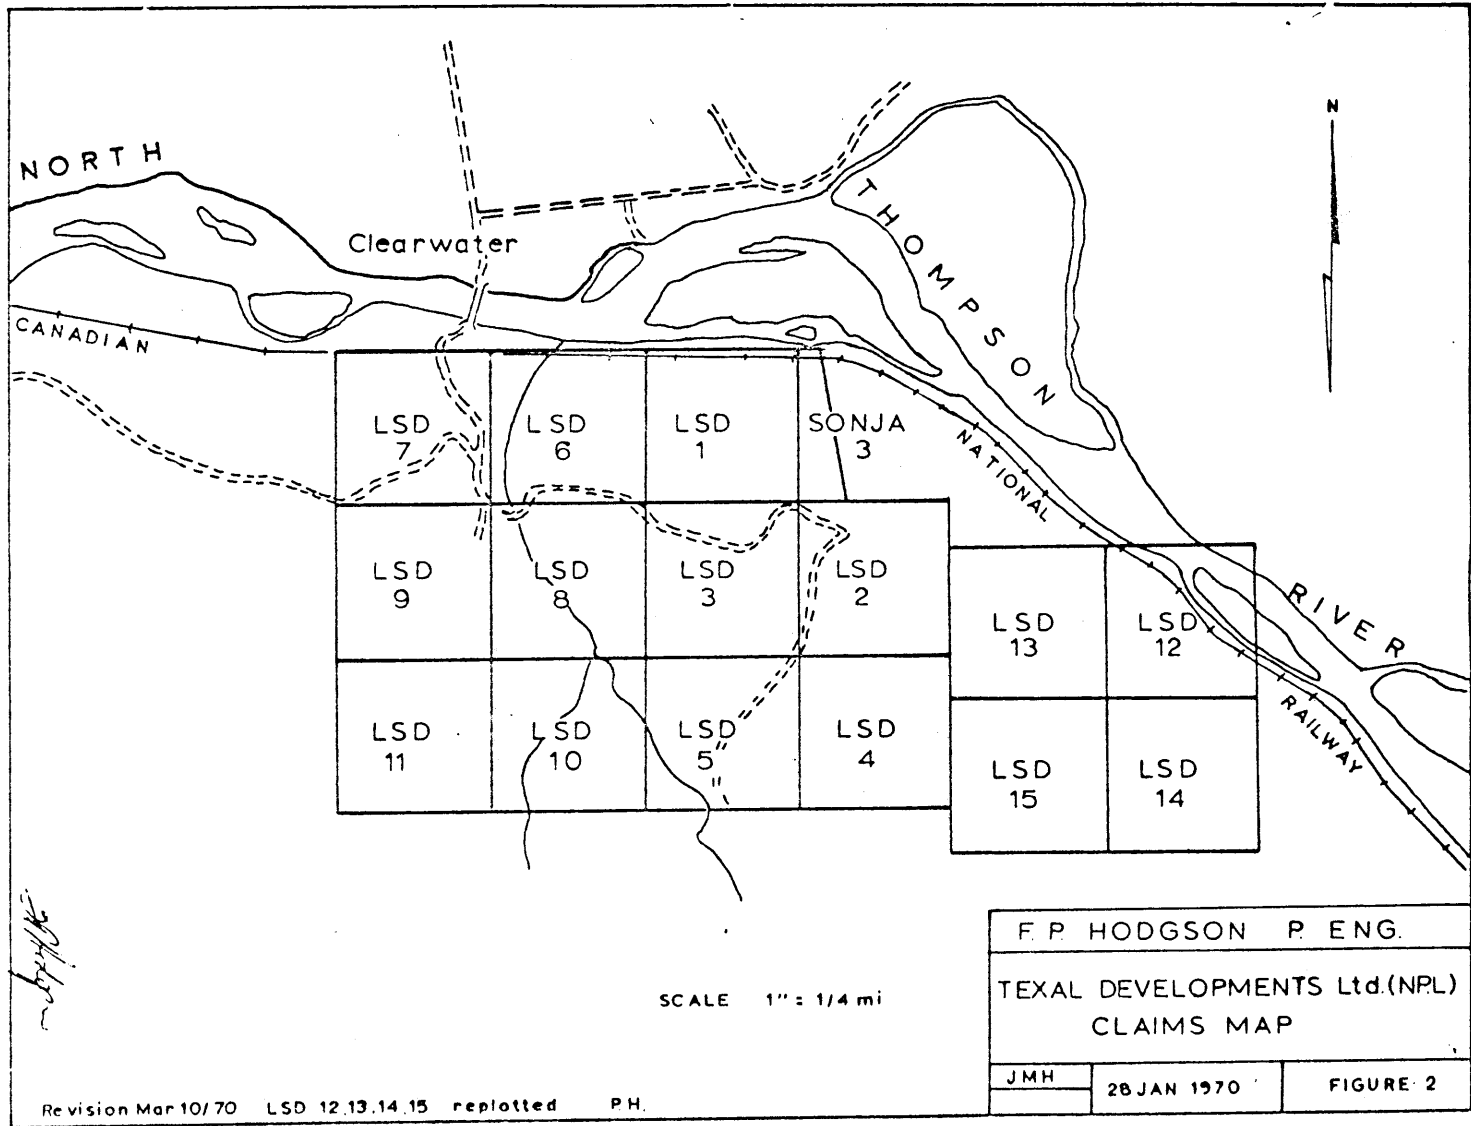 N
NORTH
THOMPSON
Clearwater
CANADIAN
LSD
7
LSD
6
LSD
1
SONJA
3
NATIONAL
LSD
9
LSD
8
LSD
3
LSD
2
RIVER
LSD
13
LSD
12
LSD
11
LSD
10
LSD
5
LSD
4
RAILWAY
LSD
15
LSD
14
F. P. HODGSON P. ENG.
TEXAL DEVELOPMENTS Ltd.(NP.L)
CLAIMS MAP
SCALE 1" = 1/4 mi
JMH
28 JAN 1970
FIGURE 2
Revision Mar 10/70 LSD 12,13,14,15 replotted P.H.